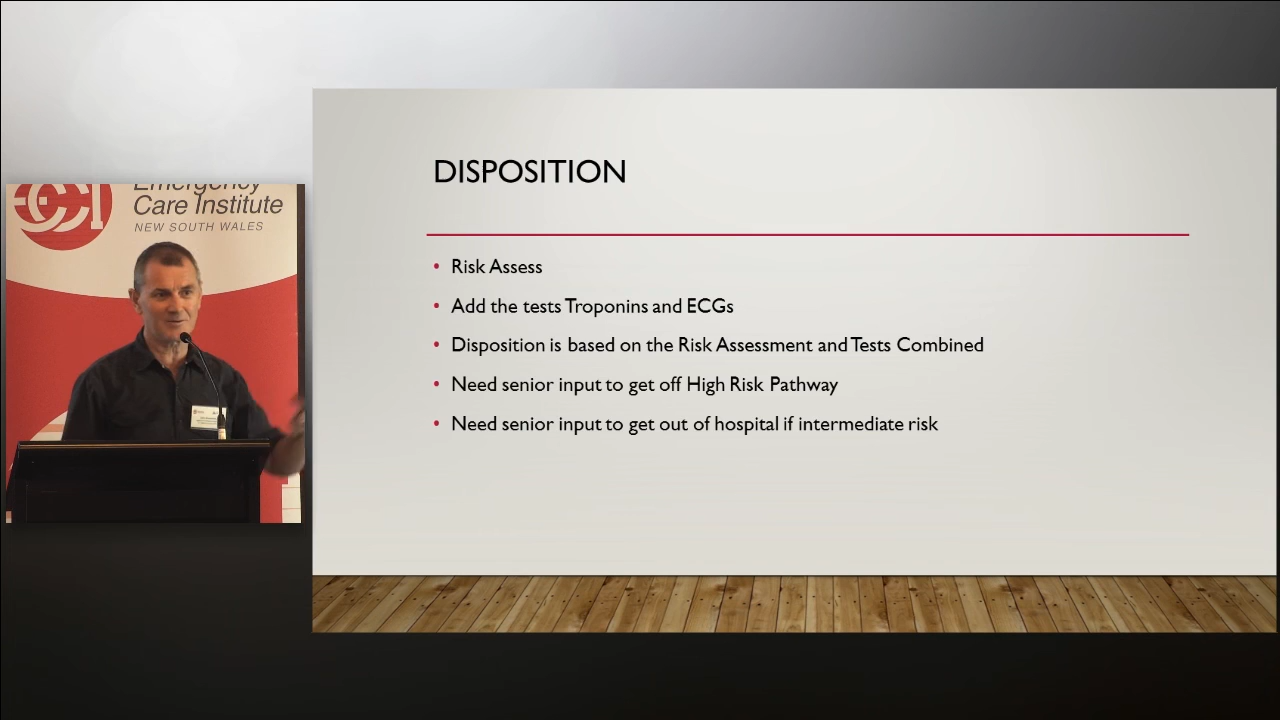 ECI
Emergency
Care Institute
NEW SOUTH WALES
DISPOSITION
• Risk Assess
• Add the tests Troponins and ECGs
• Disposition is based on the Risk Assessment and Tests Combined
• Need senior input to get off High Risk Pathway
• Need senior input to get out of hospital if intermediate risk